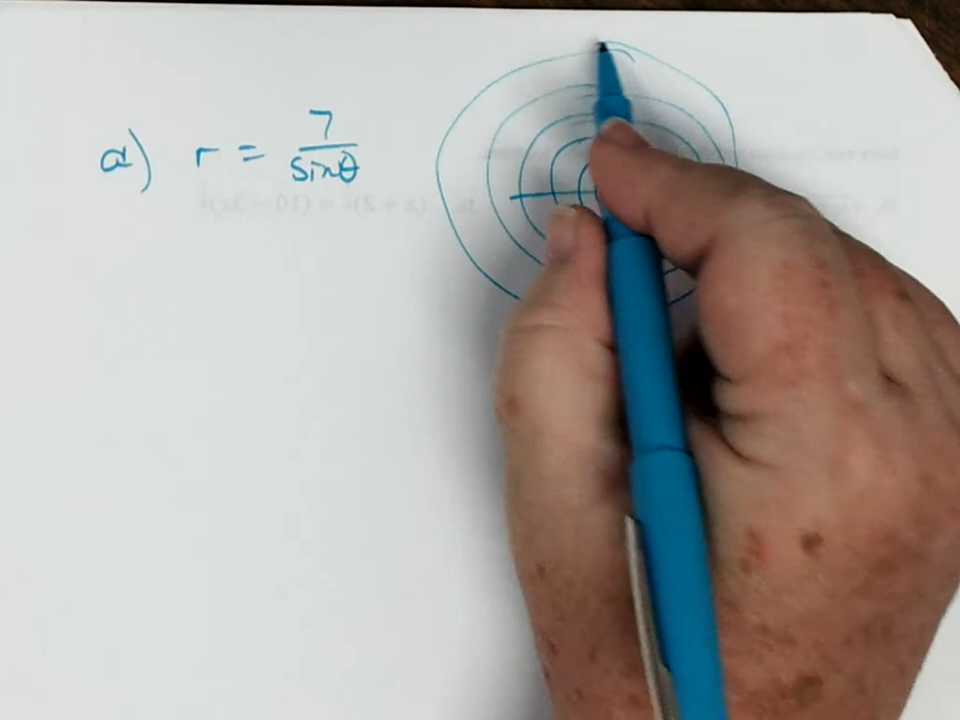 a) r = 7/sinθ